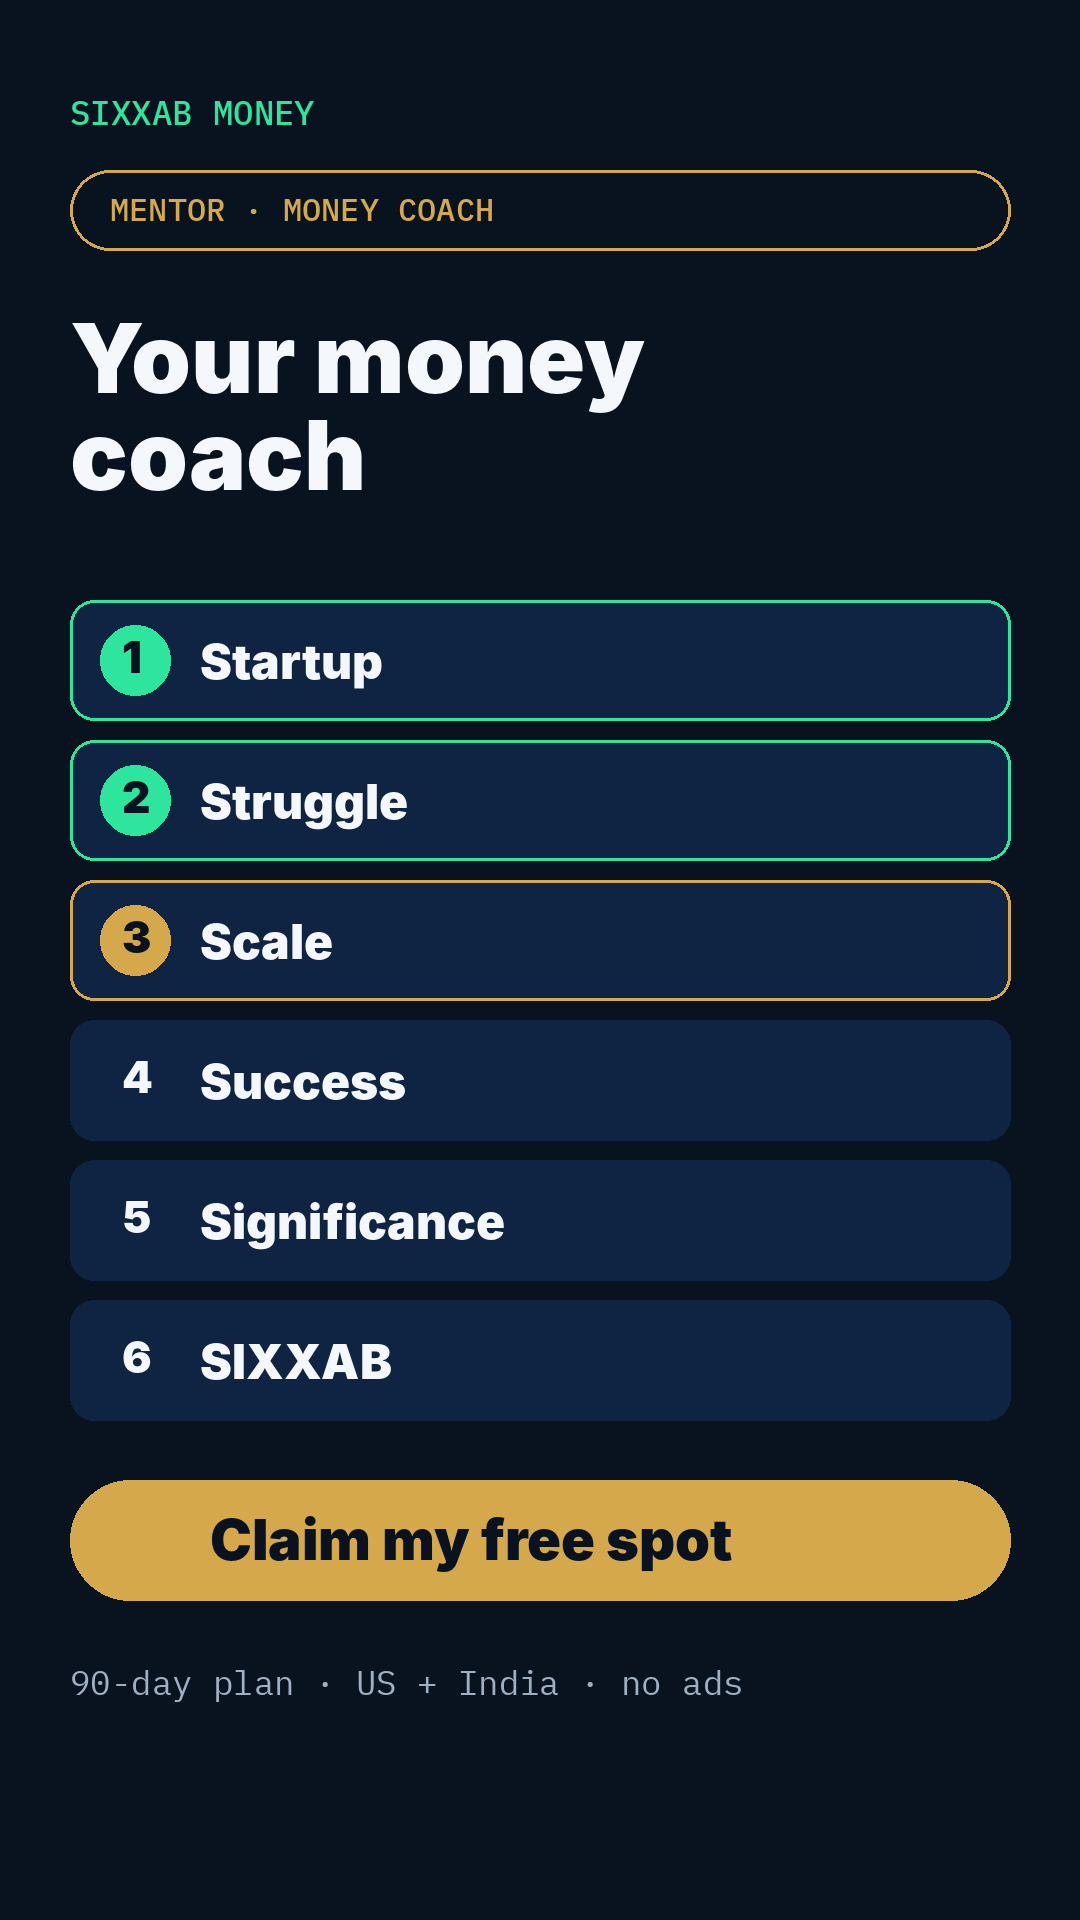 SIXXAB MONEY
MENTOR · MONEY COACH
Your money
coach
1 Startup
2 Struggle
3 Scale
4 Success
5 Significance
6 SIXXAB
Claim my free spot
90-day plan · US + India · no ads